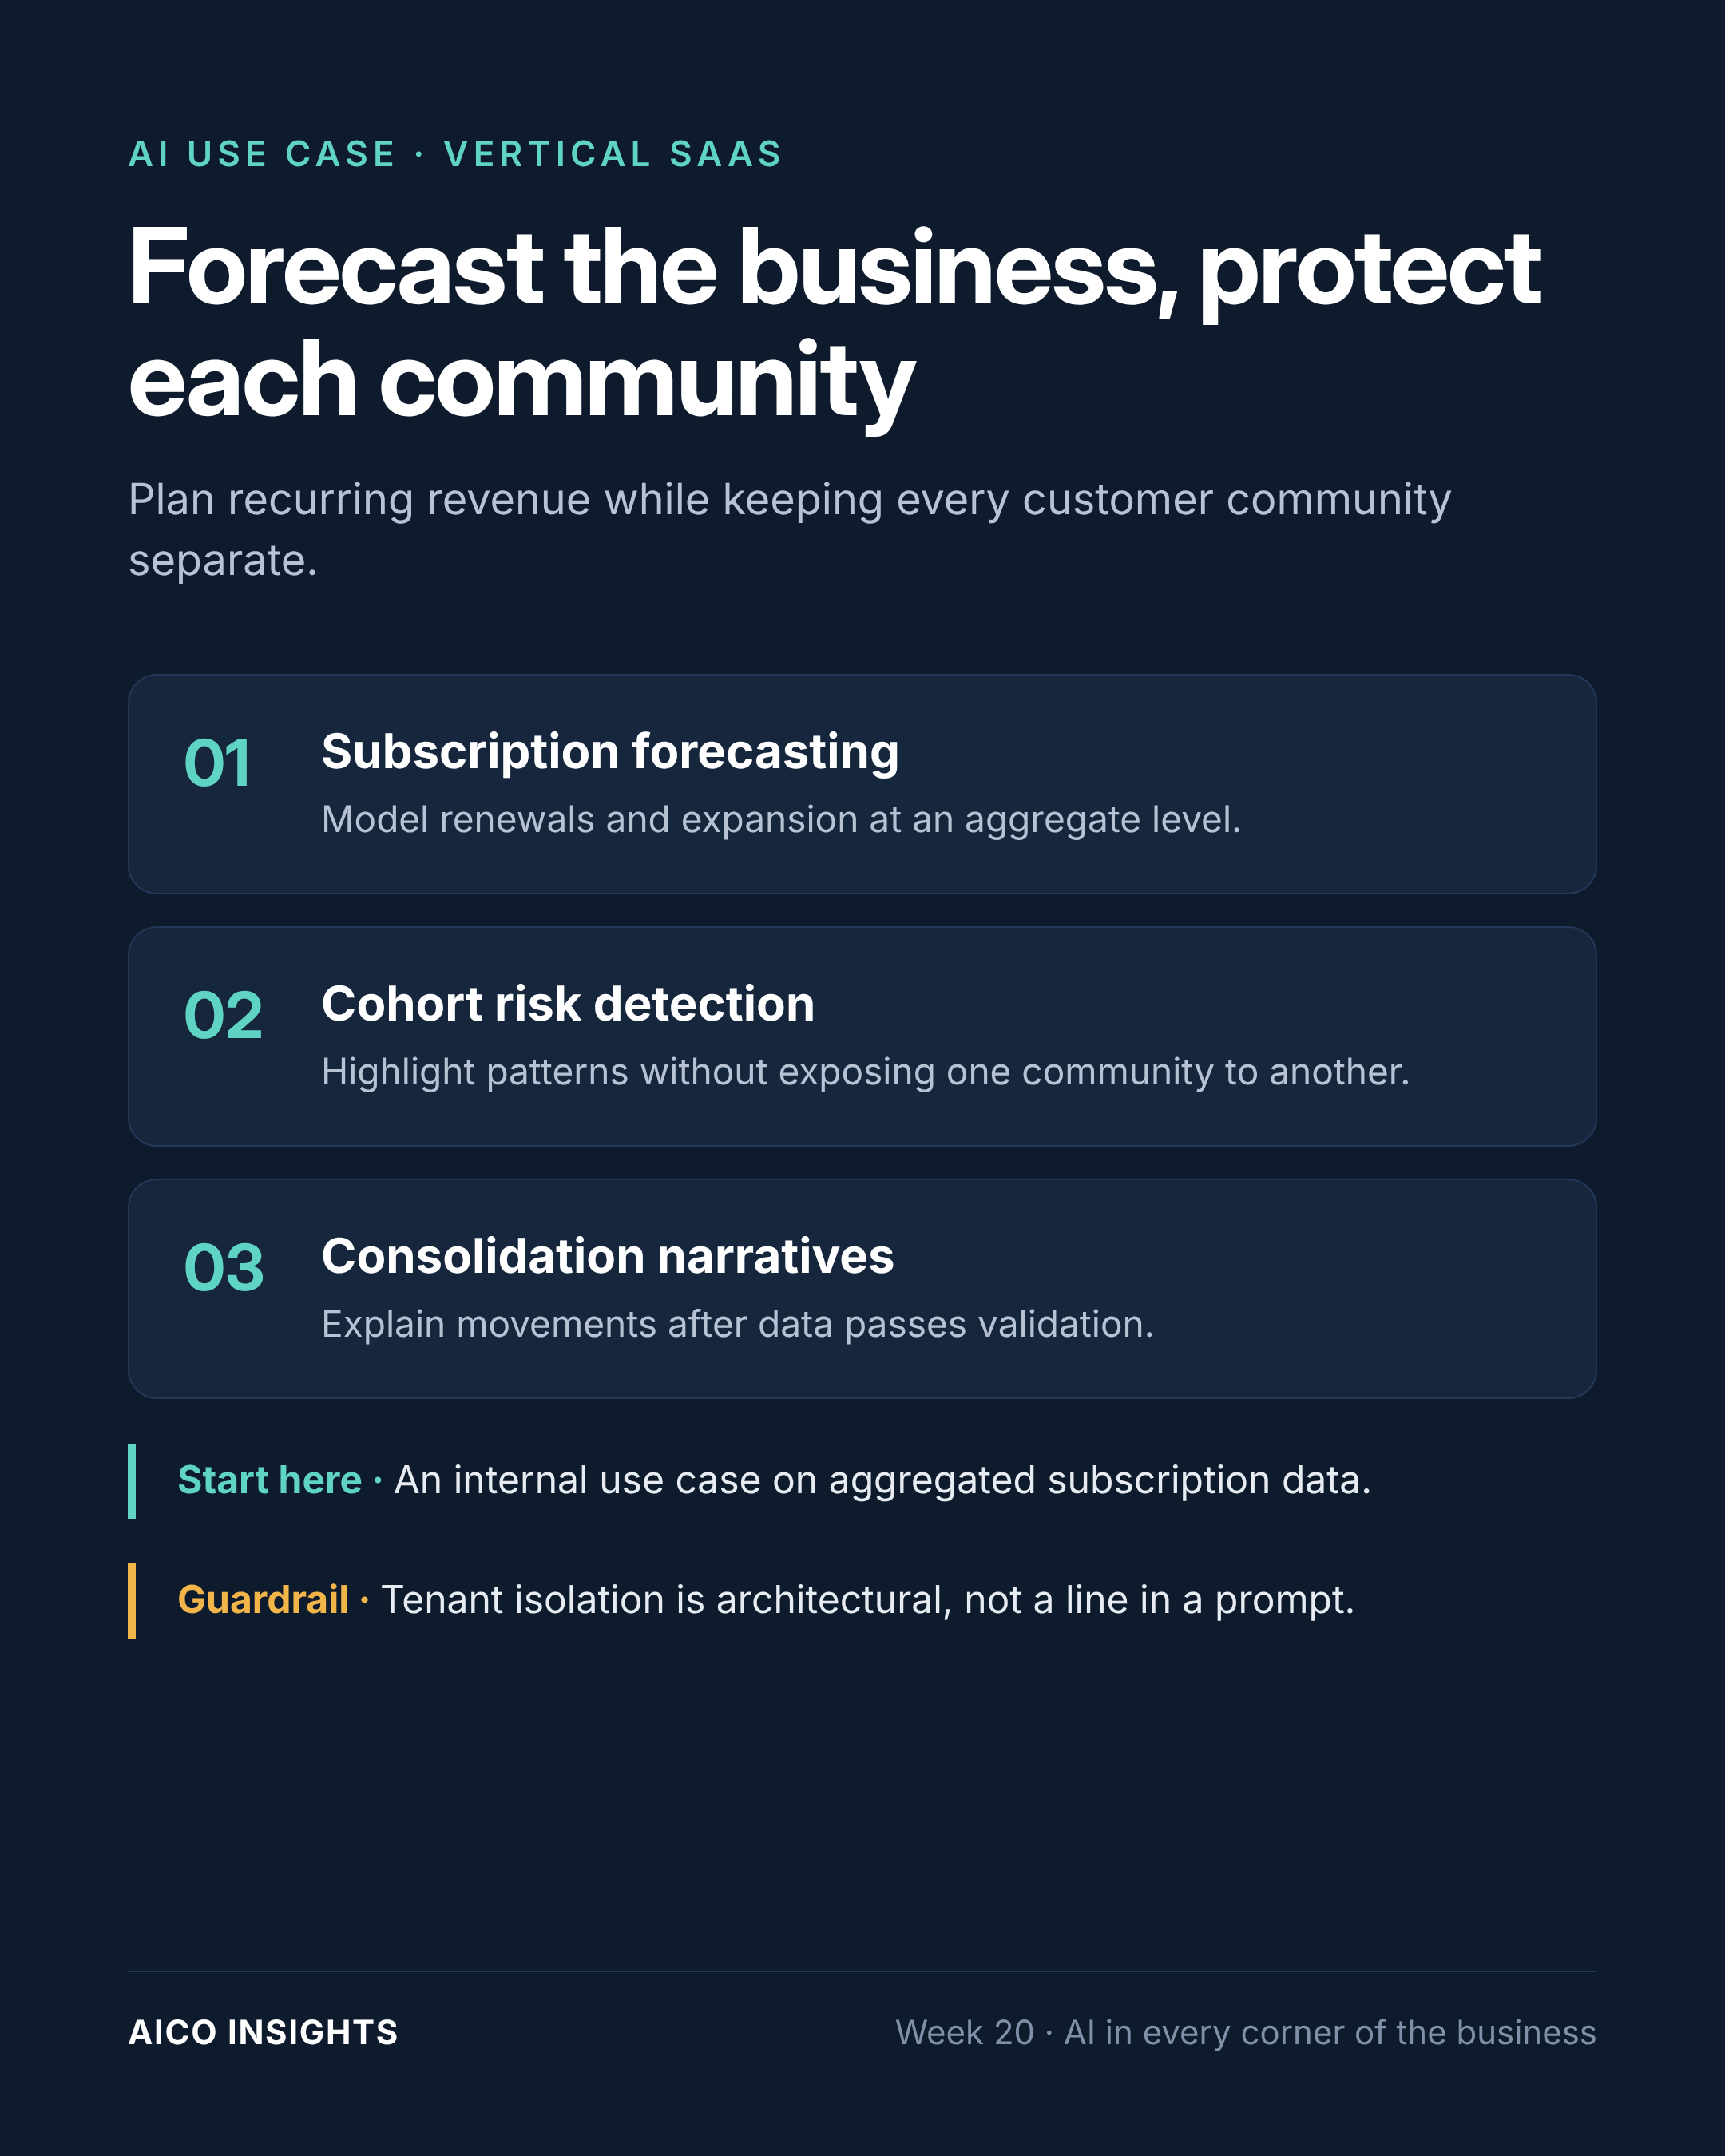 AI USE CASE · VERTICAL SAAS
Forecast the business, protect
each community
Plan recurring revenue while keeping every customer community
separate.
01
Subscription forecasting
Model renewals and expansion at an aggregate level.
02
Cohort risk detection
Highlight patterns without exposing one community to another.
03
Consolidation narratives
Explain movements after data passes validation.
Start here · An internal use case on aggregated subscription data.
Guardrail · Tenant isolation is architectural, not a line in a prompt.
AICO INSIGHTS
Week 20 · AI in every corner of the business